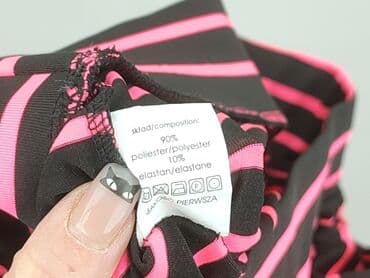 skład/composition:
90%
poliester/polyester
10%
elastan/elastane
PIERWSZA